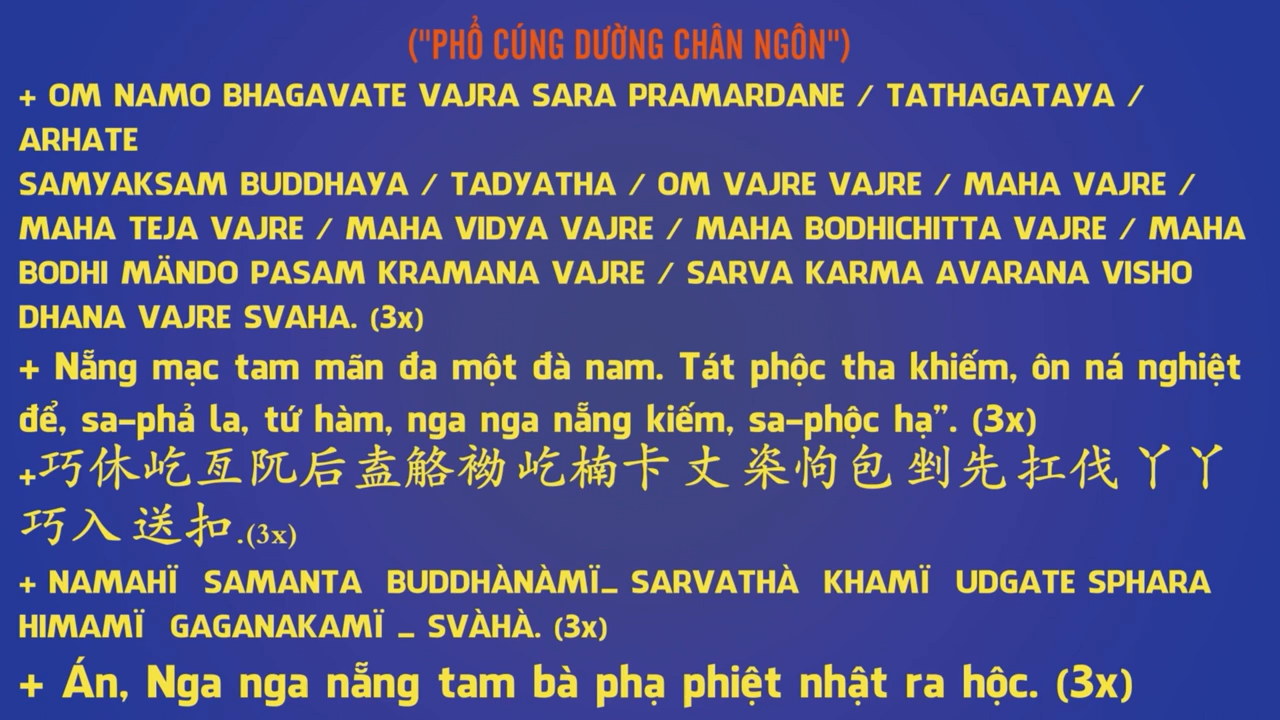 ("PHỔ CÚNG DƯỜNG CHÂN NGÔN")
+ OM NAMO BHAGAVATE VAJRA SARA PRAMARDANE / TATHAGATAYA /
ARHATE
SAMYAKSAM BUDDHAYA / TADYATHA / OM VAJRE VAJRE / MAHA VAJRE /
MAHA TEJA VAJRE / MAHA VIDYA VAJRE / MAHA BODHICHITTA VAJRE / MAHA
BODHI MÄNDO PASAM KRAMANA VAJRE / SARVA KARMA AVARANA VISHO
DHANA VAJRE SVAHA. (3x)
+ Nẵng mạc tam mãn đa một đà nam. Tát phộc tha khiếm, ôn ná nghiệt
để, sa-phả la, tứ hàm, nga nga nẵng kiếm, sa-phộc hạ”. (3x)
+巧休屹亙阢后盍觡袎屹楠卡丈栥怐包剉先扛伐丫丫
巧入送扣.(3x)
+ NAMAHÏ SAMANTA BUDDHÀNÀMÏ_ SARVATHÀ KHAMÏ UDGATE SPHARA
HIMAMÏ GAGANAKAMÏ _ SVÀHÀ. (3x)
+ Án, Nga nga nẵng tam bà phạ phiệt nhật ra hộc. (3x)